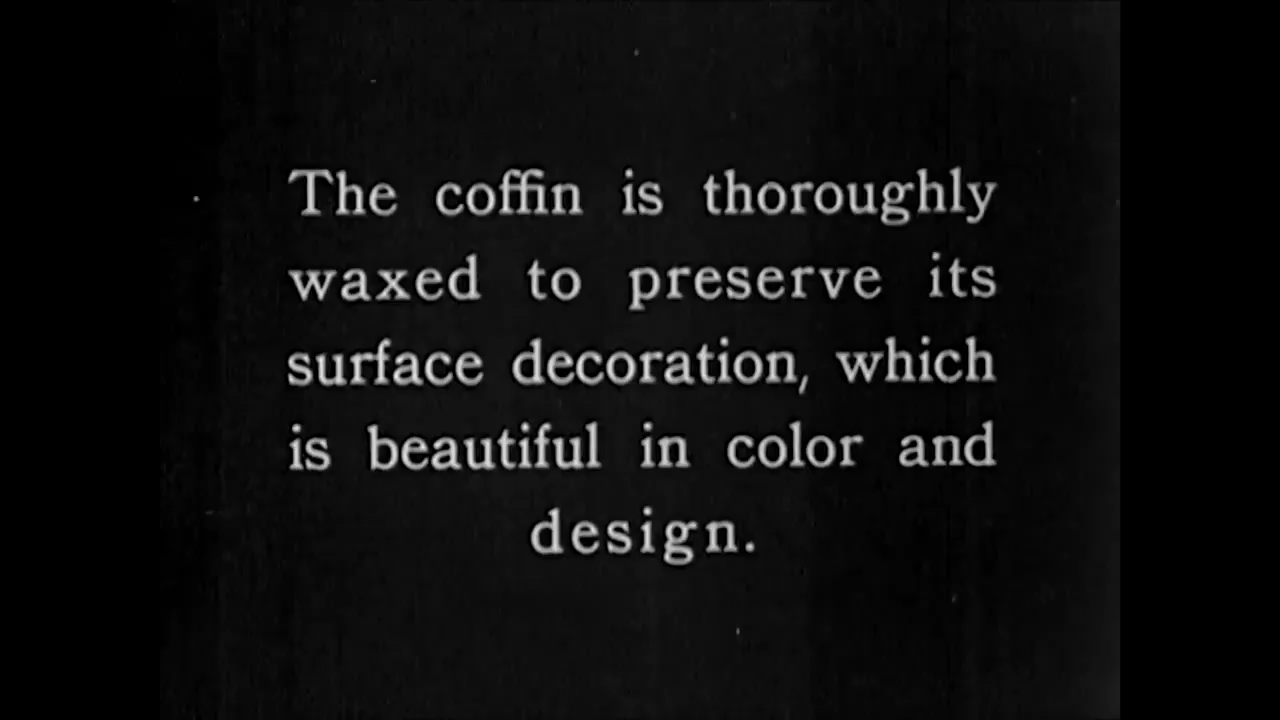 The coffin is thoroughly
waxed to preserve its
surface decoration, which
is beautiful in color and
design.